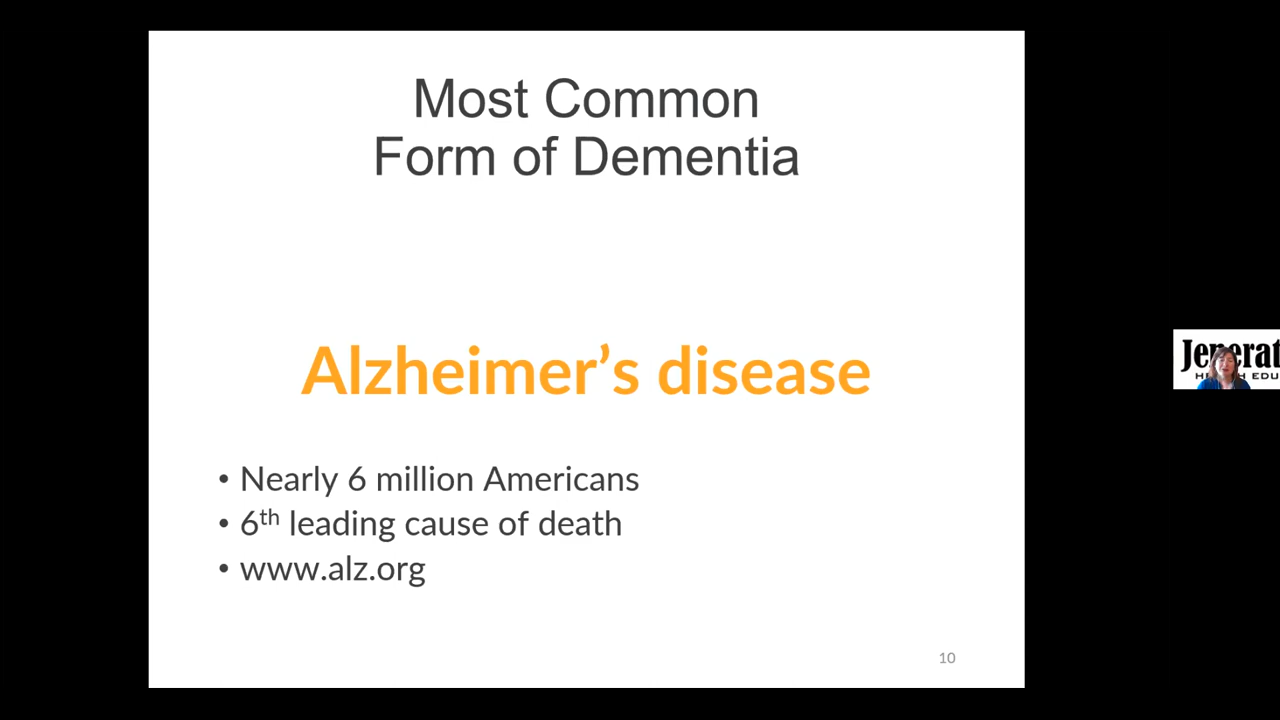 Most Common
Form of Dementia
Alzheimer’s disease
• Nearly 6 million Americans
• 6th leading cause of death
• www.alz.org
10